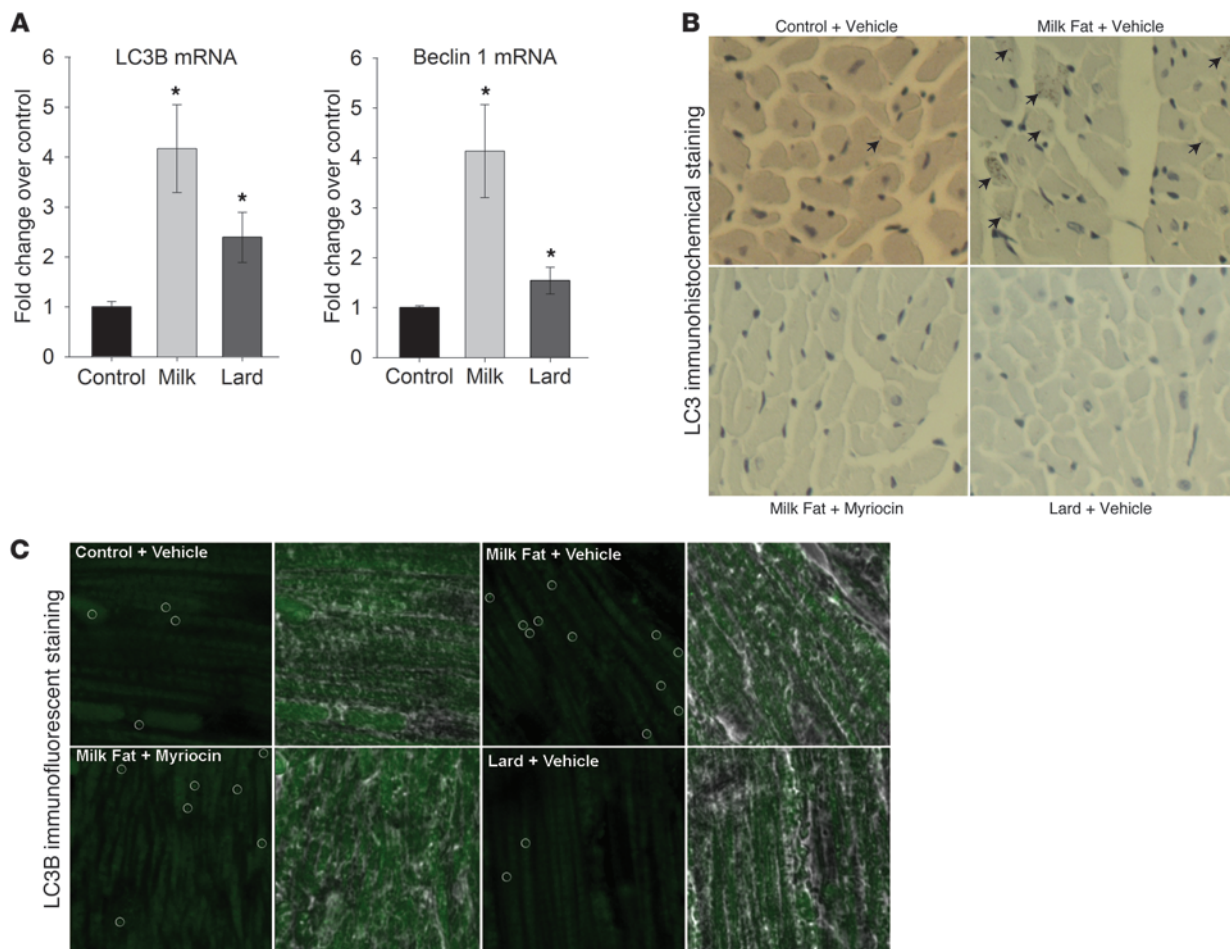 A
LC3B mRNA
Fold change over control
6
5
4
3
2
1
0
*
*
Control Milk Lard
Beclin 1 mRNA
Fold change over control
6
5
4
3
2
1
0
*
*
Control Milk Lard
B
Control + Vehicle
Milk Fat + Vehicle
LC3 immunohistochemical staining
Milk Fat + Myriocin
Lard + Vehicle
C
LC3B immunofluorescent staining
Control + Vehicle
Milk Fat + Vehicle
Milk Fat + Myriocin
Lard + Vehicle